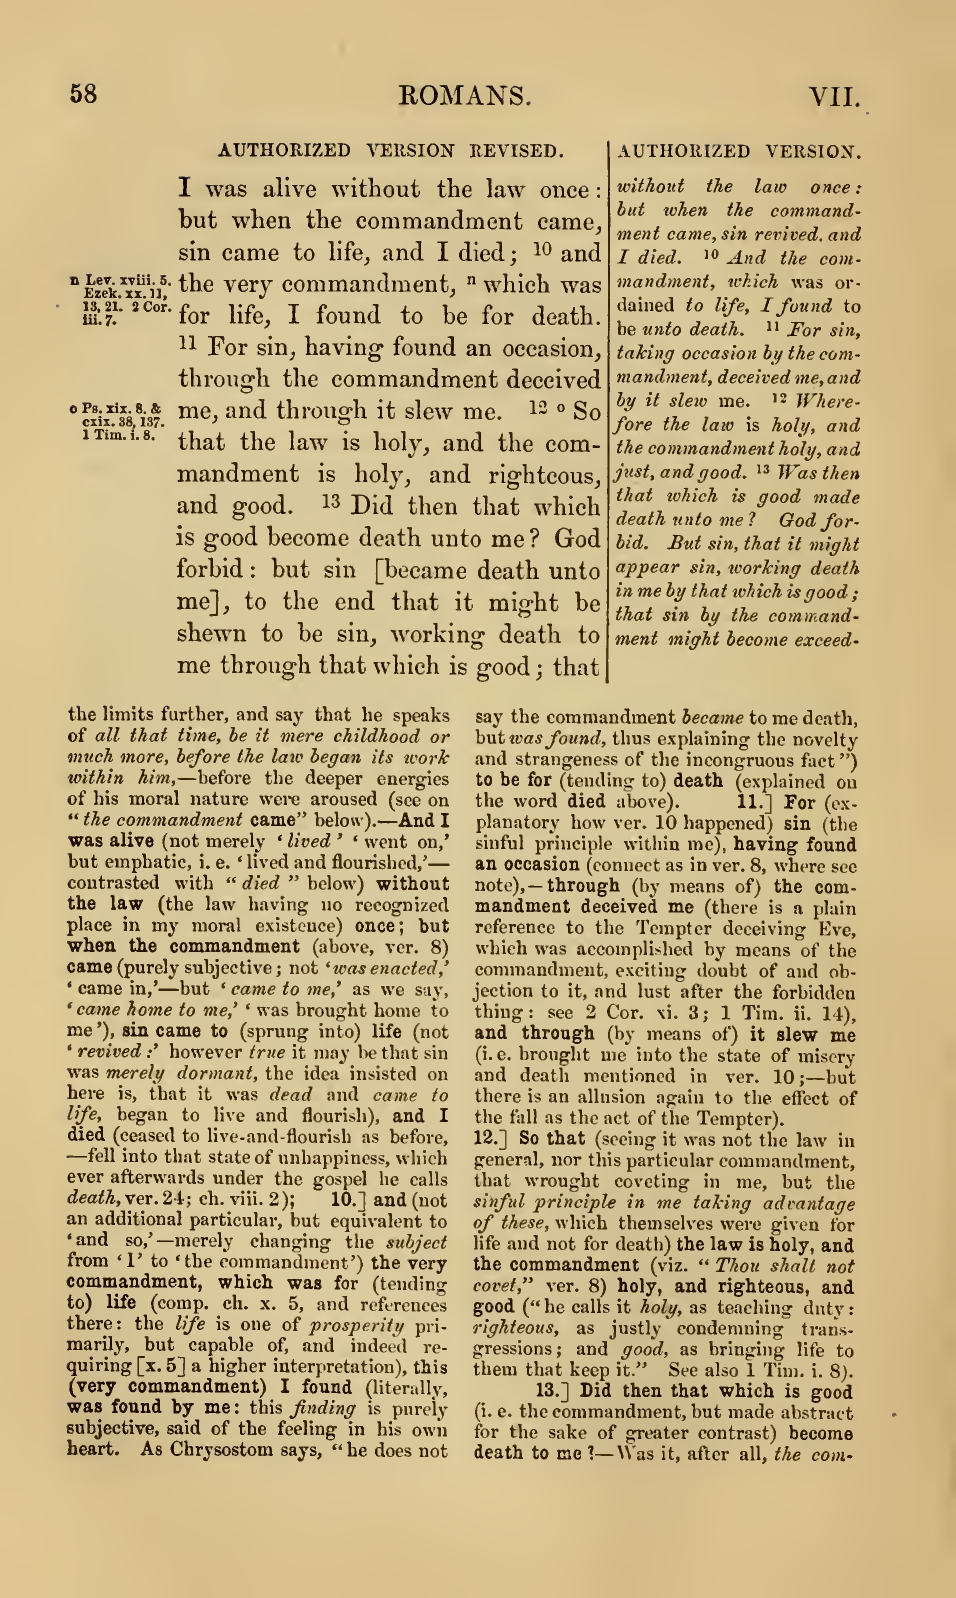 58 ROMANS. VII.
AUTHORIZED VERSION REVISED.
I was alive without the law once:
but when the commandment came,
sin came to life, and I died; 10 and
the very commandment, n which was
for life, I found to be for death.
11 For sin, having found an occasion,
through the commandment deceived
me, and through it slew me. 12 o So
that the law is holy, and the com-
mandment is holy, and righteous,
and good. 13 Did then that which
is good become death unto me? God
forbid: but sin [became death unto
me], to the end that it might be
shewn to be sin, working death to
me through that which is good; that
n Lev. xviii. 5.
Ezek. xx. 11,
13, 21. 2 Cor.
iii. 7.
o Ps. xix. 8. &
cxix. 38, 137.
1 Tim. i. 8.
AUTHORIZED VERSION.
without the law once:
but when the command-
ment came, sin revived, and
I died. 10 And the com-
mandment, which was or-
dained to life, I found to
be unto death. 11 For sin,
taking occasion by the com-
mandment, deceived me, and
by it slew me. 12 Where-
fore the law is holy, and
the commandment holy, and
just, and good. 13 Was then
that which is good made
death unto me? God for-
bid. But sin, that it might
appear sin, working death
in me by that which is good;
that sin by the command-
ment might become exceed-
the limits further, and say that he speaks
of all that time, be it mere childhood or
much more, before the law began its work
within him,—before the deeper energies
of his moral nature were aroused (see on
“the commandment came” below).—And I
was alive (not merely ‘lived’ ‘went on,’
but emphatic, i. e. ‘lived and flourished,’—
contrasted with “died” below) without
the law (the law having no recognized
place in my moral existence) once; but
when the commandment (above, ver. 8)
came (purely subjective; not ‘was enacted,’
‘came in,’—but ‘came to me,’ as we say,
‘came home to me,’ ‘was brought home to
me’), sin came to (sprung into) life (not
‘revived:’ however true it may be that sin
was merely dormant, the idea insisted on
here is, that it was dead and came to
life, began to live and flourish), and I
died (ceased to live-and-flourish as before,
—fell into that state of unhappiness, which
ever afterwards under the gospel he calls
death, ver. 24; ch. viii. 2); 10.] and (not
an additional particular, but equivalent to
‘and so,’—merely changing the subject
from ‘I’ to ‘the commandment’) the very
commandment, which was for (tending
to) life (comp. ch. x. 5, and references
there: the life is one of prosperity pri-
marily, but capable of, and indeed re-
quiring [x. 5] a higher interpretation), this
(very commandment) I found (literally,
was found by me: this finding is purely
subjective, said of the feeling in his own
heart. As Chrysostom says, “he does not
say the commandment became to me death,
but was found, thus explaining the novelty
and strangeness of the incongruous fact”)
to be for (tending to) death (explained on
the word died above). 11.] For (ex-
planatory how ver. 10 happened) sin (the
sinful principle within me), having found
an occasion (connect as in ver. 8, where see
note),—through (by means of) the com-
mandment deceived me (there is a plain
reference to the Tempter deceiving Eve,
which was accomplished by means of the
commandment, exciting doubt of and ob-
jection to it, and lust after the forbidden
thing: see 2 Cor. xi. 3; 1 Tim. ii. 14),
and through (by means of) it slew me
(i. e. brought me into the state of misery
and death mentioned in ver. 10;—but
there is an allusion again to the effect of
the fall as the act of the Tempter).
12.] So that (seeing it was not the law in
general, nor this particular commandment,
that wrought coveting in me, but the
sinful principle in me taking advantage
of these, which themselves were given for
life and not for death) the law is holy, and
the commandment (viz. “Thou shalt not
covet,” ver. 8) holy, and righteous, and
good (“he calls it holy, as teaching duty:
righteous, as justly condemning trans-
gressions; and good, as bringing life to
them that keep it.” See also 1 Tim. i. 8).
13.] Did then that which is good
(i. e. the commandment, but made abstract
for the sake of greater contrast) become
death to me?—Was it, after all, the com-